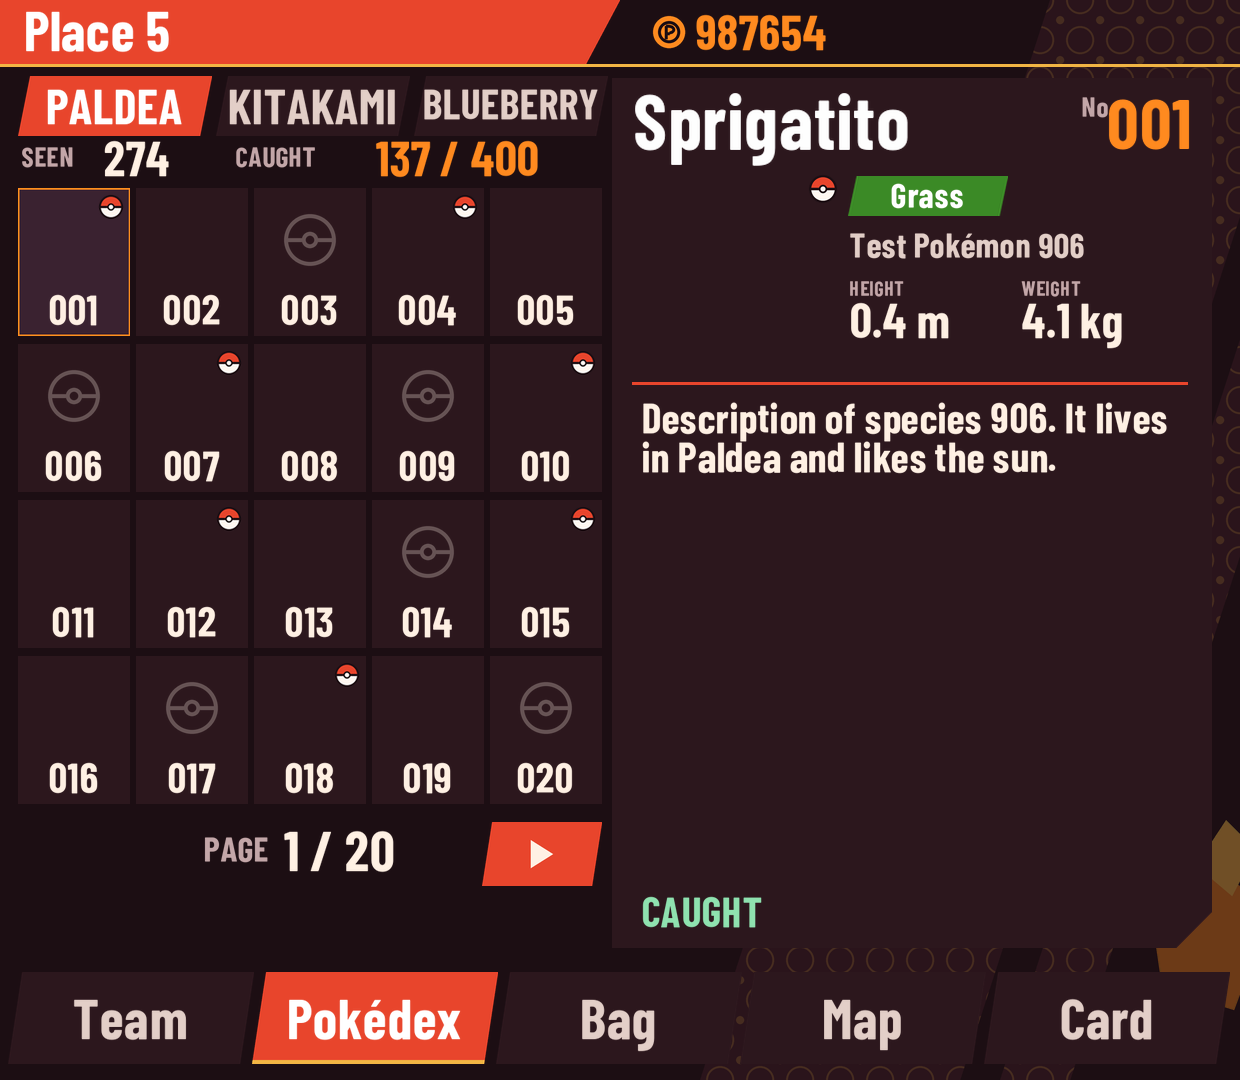 Place 5
987654
PALDEA KITAKAMI BLUEBERRY
SEEN 274 CAUGHT 137 / 400
001 002 003 004 005
006 007 008 009 010
011 012 013 014 015
016 017 018 019 020
PAGE 1 / 20
Sprigatito No 001
Grass
Test Pokémon 906
HEIGHT WEIGHT
0.4 m 4.1 kg
Description of species 906. It lives
in Paldea and likes the sun.
CAUGHT
Team Pokédex Bag Map Card